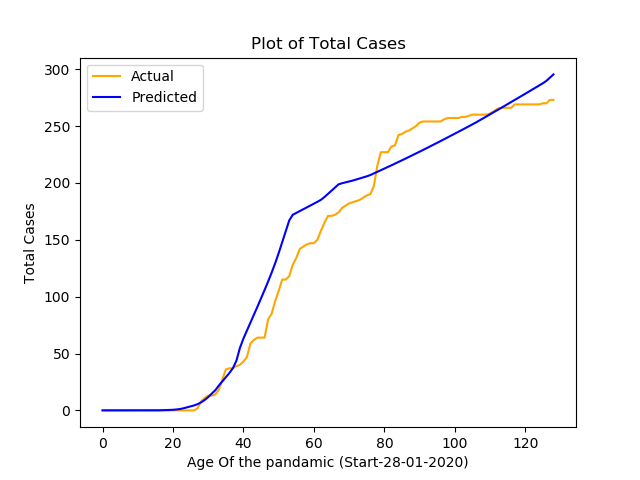 Plot of Total Cases
Actual
Predicted
300
250
200
150
100
50
0
Total Cases
0 20 40 60 80 100 120
Age Of the pandamic (Start-28-01-2020)